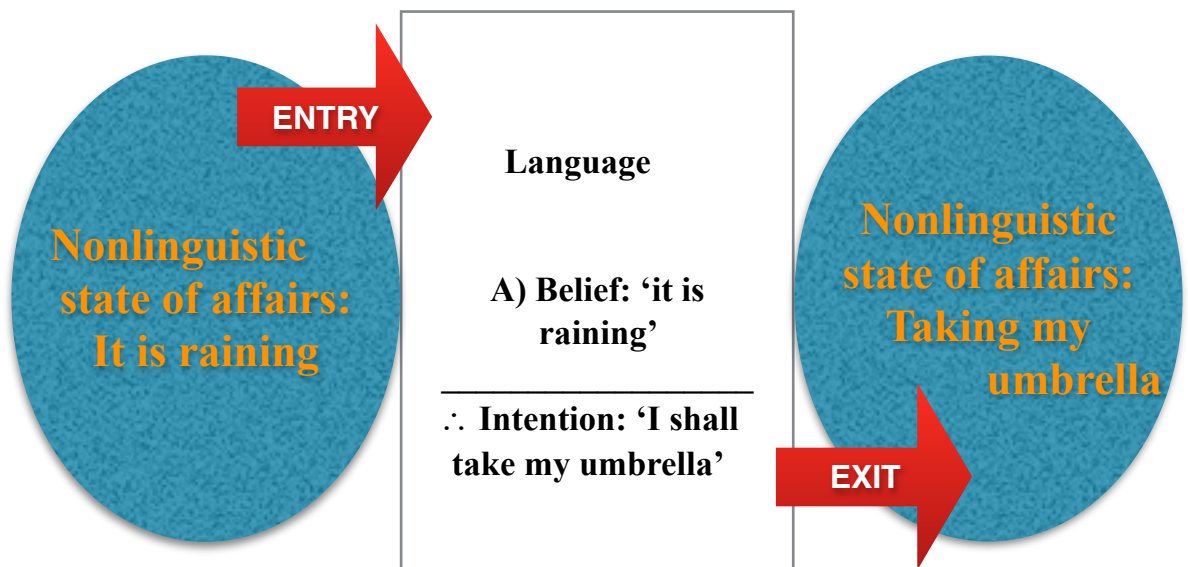 ENTRY
Nonlinguistic
state of affairs:
It is raining
Language
A) Belief: ‘it is
raining’
∴ Intention: ‘I shall
take my umbrella’
Nonlinguistic
state of affairs:
Taking my
umbrella
EXIT